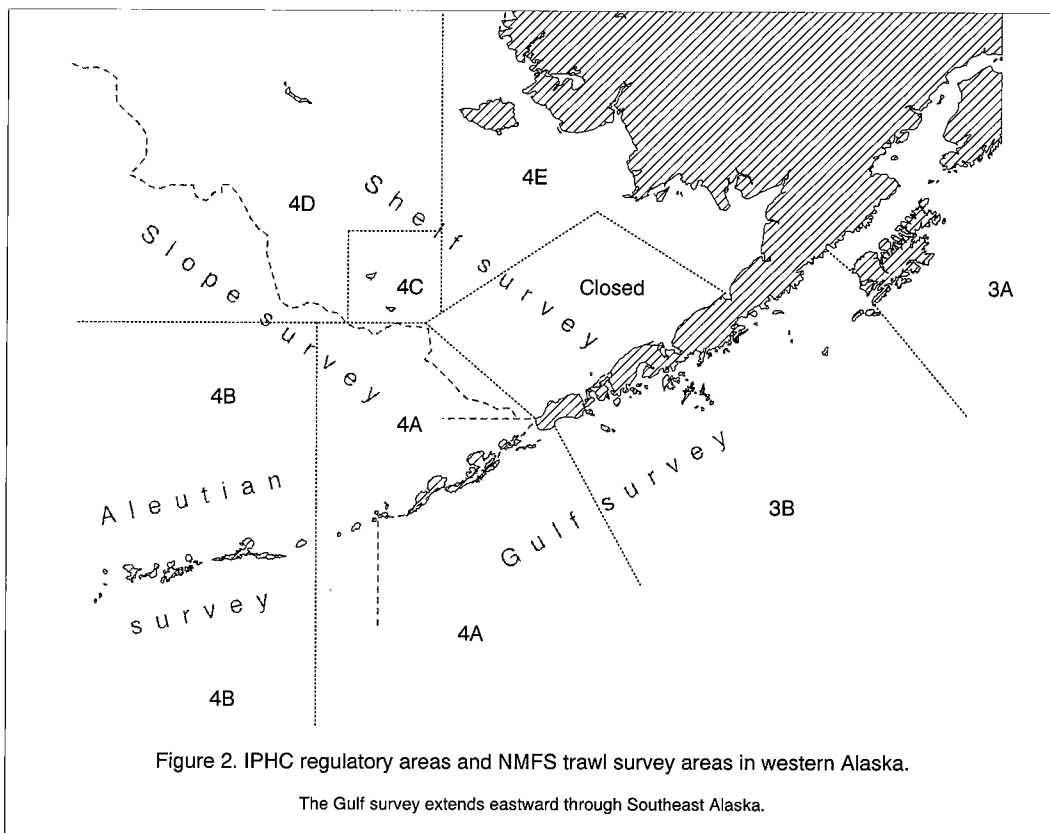 4E
4D
Shelf survey
Slope survey
4C
Closed
3A
4B
4A
Aleutian
survey
Gulf survey
3B
4A
4B
Figure 2. IPHC regulatory areas and NMFS trawl survey areas in western Alaska.
The Gulf survey extends eastward through Southeast Alaska.